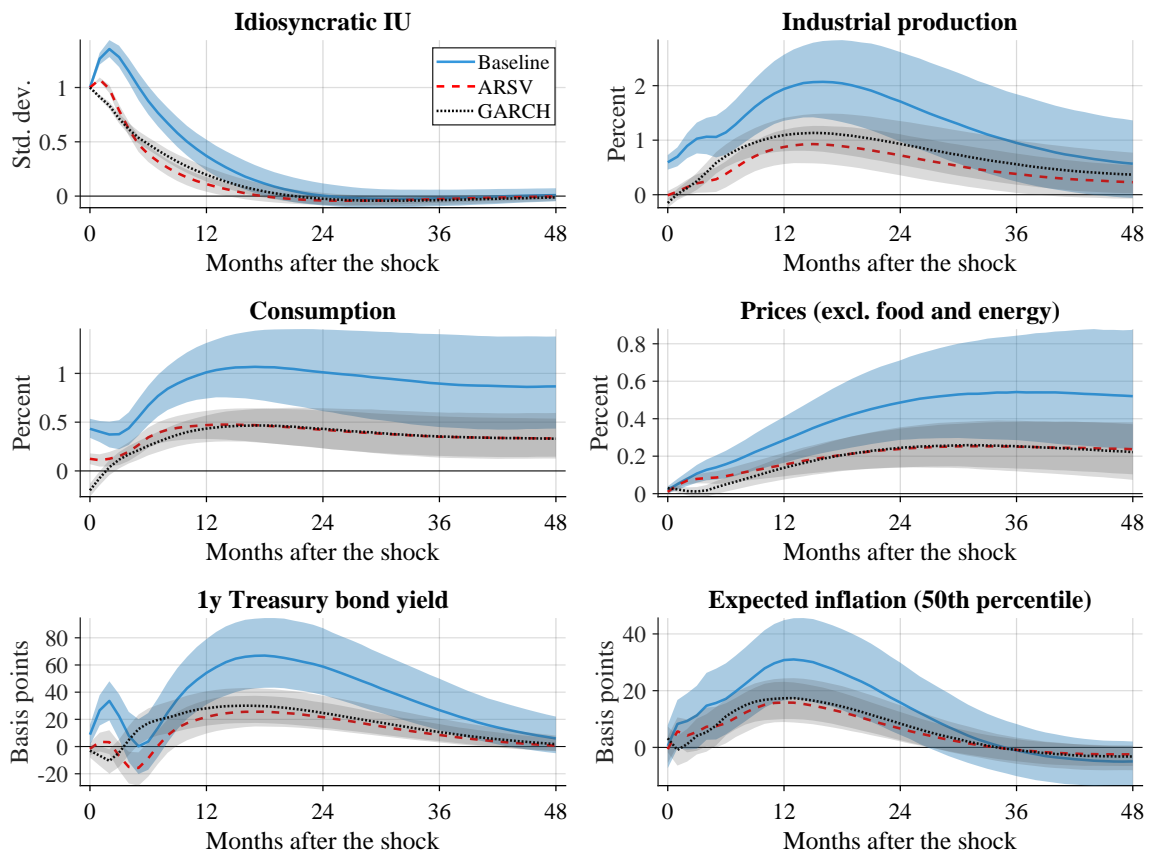 Idiosyncratic IU
Std. dev.
1
0.5
0
0 12 24 36 48
Months after the shock
Baseline
ARSV
GARCH
Industrial production
Percent
2
1
0
0 12 24 36 48
Months after the shock
Consumption
Percent
1
0.5
0
0 12 24 36 48
Months after the shock
Prices (excl. food and energy)
Percent
0.8
0.6
0.4
0.2
0
0 12 24 36 48
Months after the shock
1y Treasury bond yield
Basis points
80
60
40
20
0
-20
0 12 24 36 48
Months after the shock
Expected inflation (50th percentile)
Basis points
40
20
0
0 12 24 36 48
Months after the shock